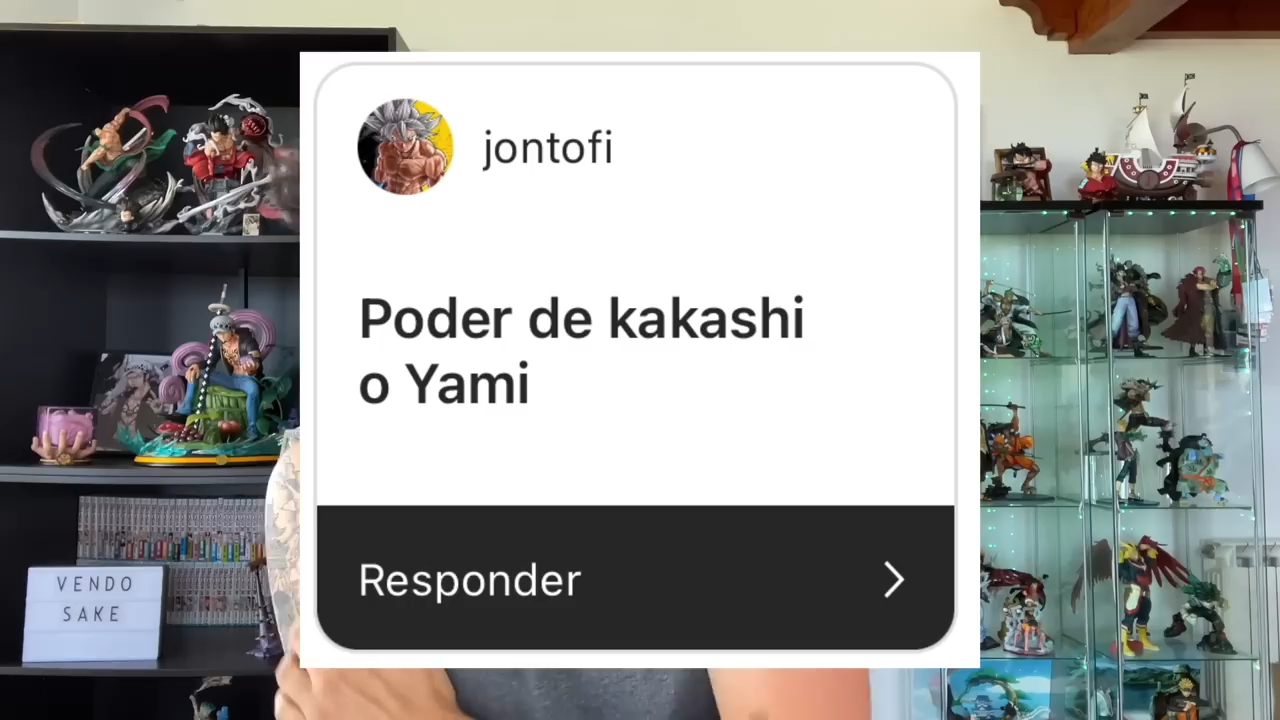 jontofi
Poder de kakashi
o Yami
Responder
VENDO
SAKE